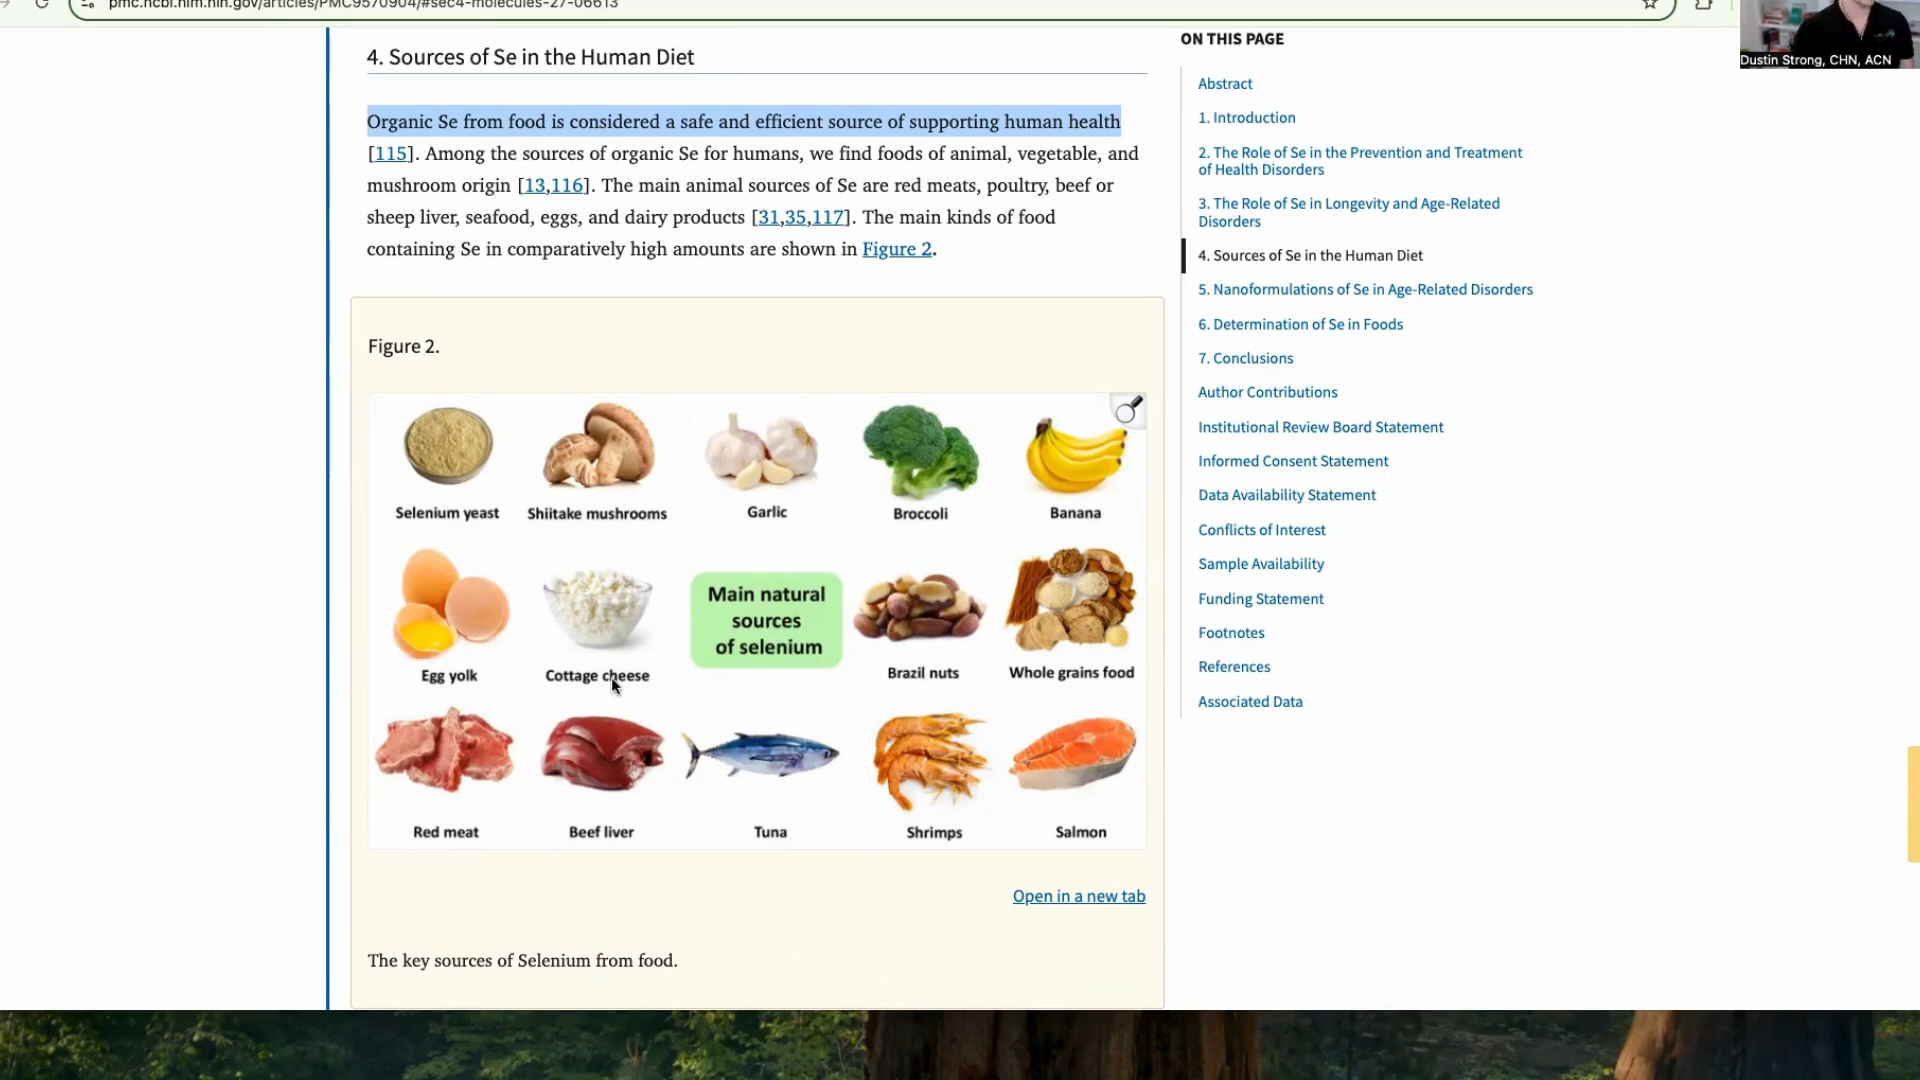 pmc.ncbi.nlm.nih.gov/articles/PMC9570904/#sec4-molecules-27-06613
Dustin Strong, CHN, ACN
4. Sources of Se in the Human Diet
Organic Se from food is considered a safe and efficient source of supporting human health
[115]. Among the sources of organic Se for humans, we find foods of animal, vegetable, and
mushroom origin [13,116]. The main animal sources of Se are red meats, poultry, beef or
sheep liver, seafood, eggs, and dairy products [31,35,117]. The main kinds of food
containing Se in comparatively high amounts are shown in Figure 2.
Figure 2.
Selenium yeast
Shiitake mushrooms
Garlic
Broccoli
Banana
Egg yolk
Cottage cheese
Main natural
sources
of selenium
Brazil nuts
Whole grains food
Red meat
Beef liver
Tuna
Shrimps
Salmon
Open in a new tab
The key sources of Selenium from food.
ON THIS PAGE
Abstract
1. Introduction
2. The Role of Se in the Prevention and Treatment
of Health Disorders
3. The Role of Se in Longevity and Age-Related
Disorders
4. Sources of Se in the Human Diet
5. Nanoformulations of Se in Age-Related Disorders
6. Determination of Se in Foods
7. Conclusions
Author Contributions
Institutional Review Board Statement
Informed Consent Statement
Data Availability Statement
Conflicts of Interest
Sample Availability
Funding Statement
Footnotes
References
Associated Data